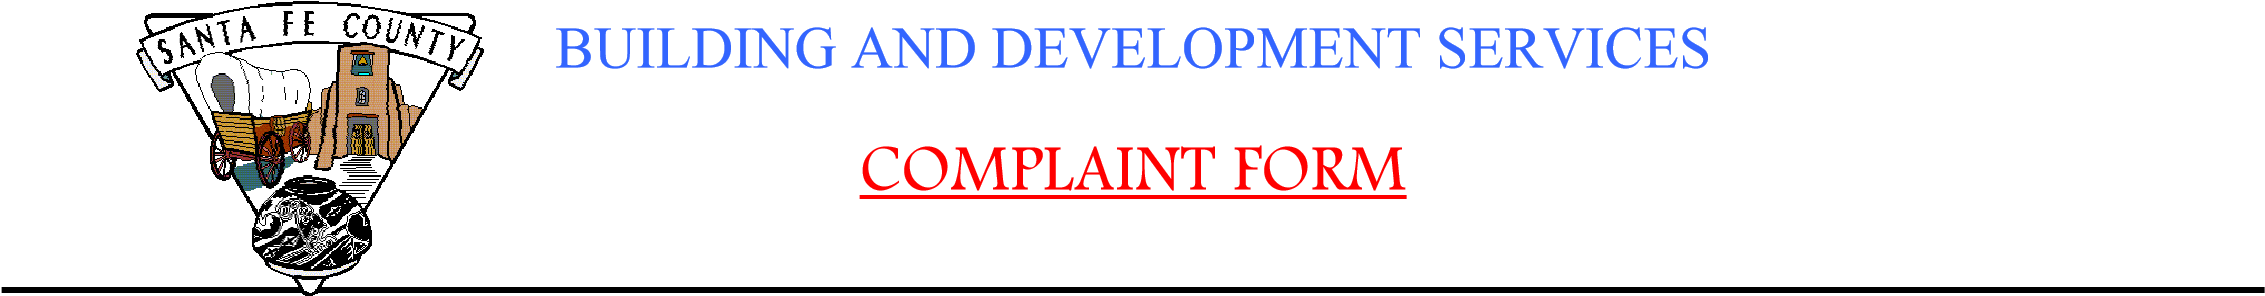 SANTA FE COUNTY
BUILDING AND DEVELOPMENT SERVICES
COMPLAINT FORM